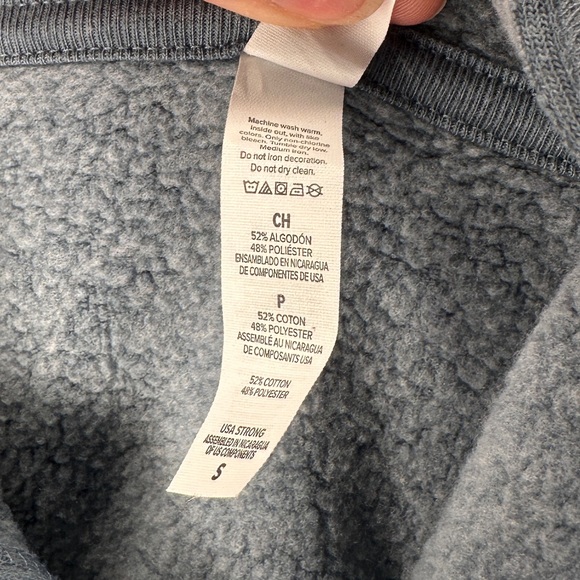 Machine wash warm,
inside out, with like
colors. Only non-chlorine
bleach. Tumble dry low.
Medium iron.
Do not iron decoration.
Do not dry clean.
CH
52% ALGODÓN
48% POLIÉSTER
ENSAMBLADO EN NICARAGUA
DE COMPONENTES DE USA
P
52% COTON
48% POLYESTER
ASSEMBLÉ AU NICARAGUA
DE COMPOSANTS USA
52% COTTON
48% POLYESTER
USA STRONG
ASSEMBLED IN NICARAGUA
OF US COMPONENTS
S